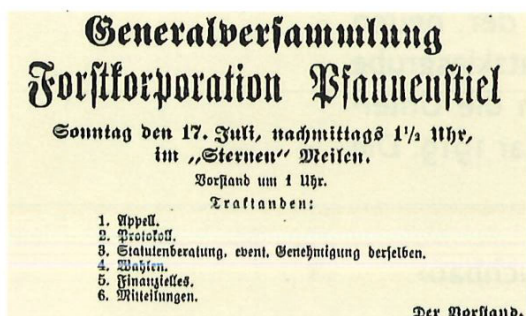 Generalversammlung
Forstkorporation Pfannenstiel
Sonntag den 17. Juli, nachmittags 1½ Uhr,
im „Sternen“ Meilen.
Vorstand um 1 Uhr.
Traktanden:
1. Appell.
2. Protokoll.
3. Statutenberatung, event. Genehmigung derselben.
4. Wahlen.
5. Finanzielles.
6. Mitteilungen.
Der Vorstand.